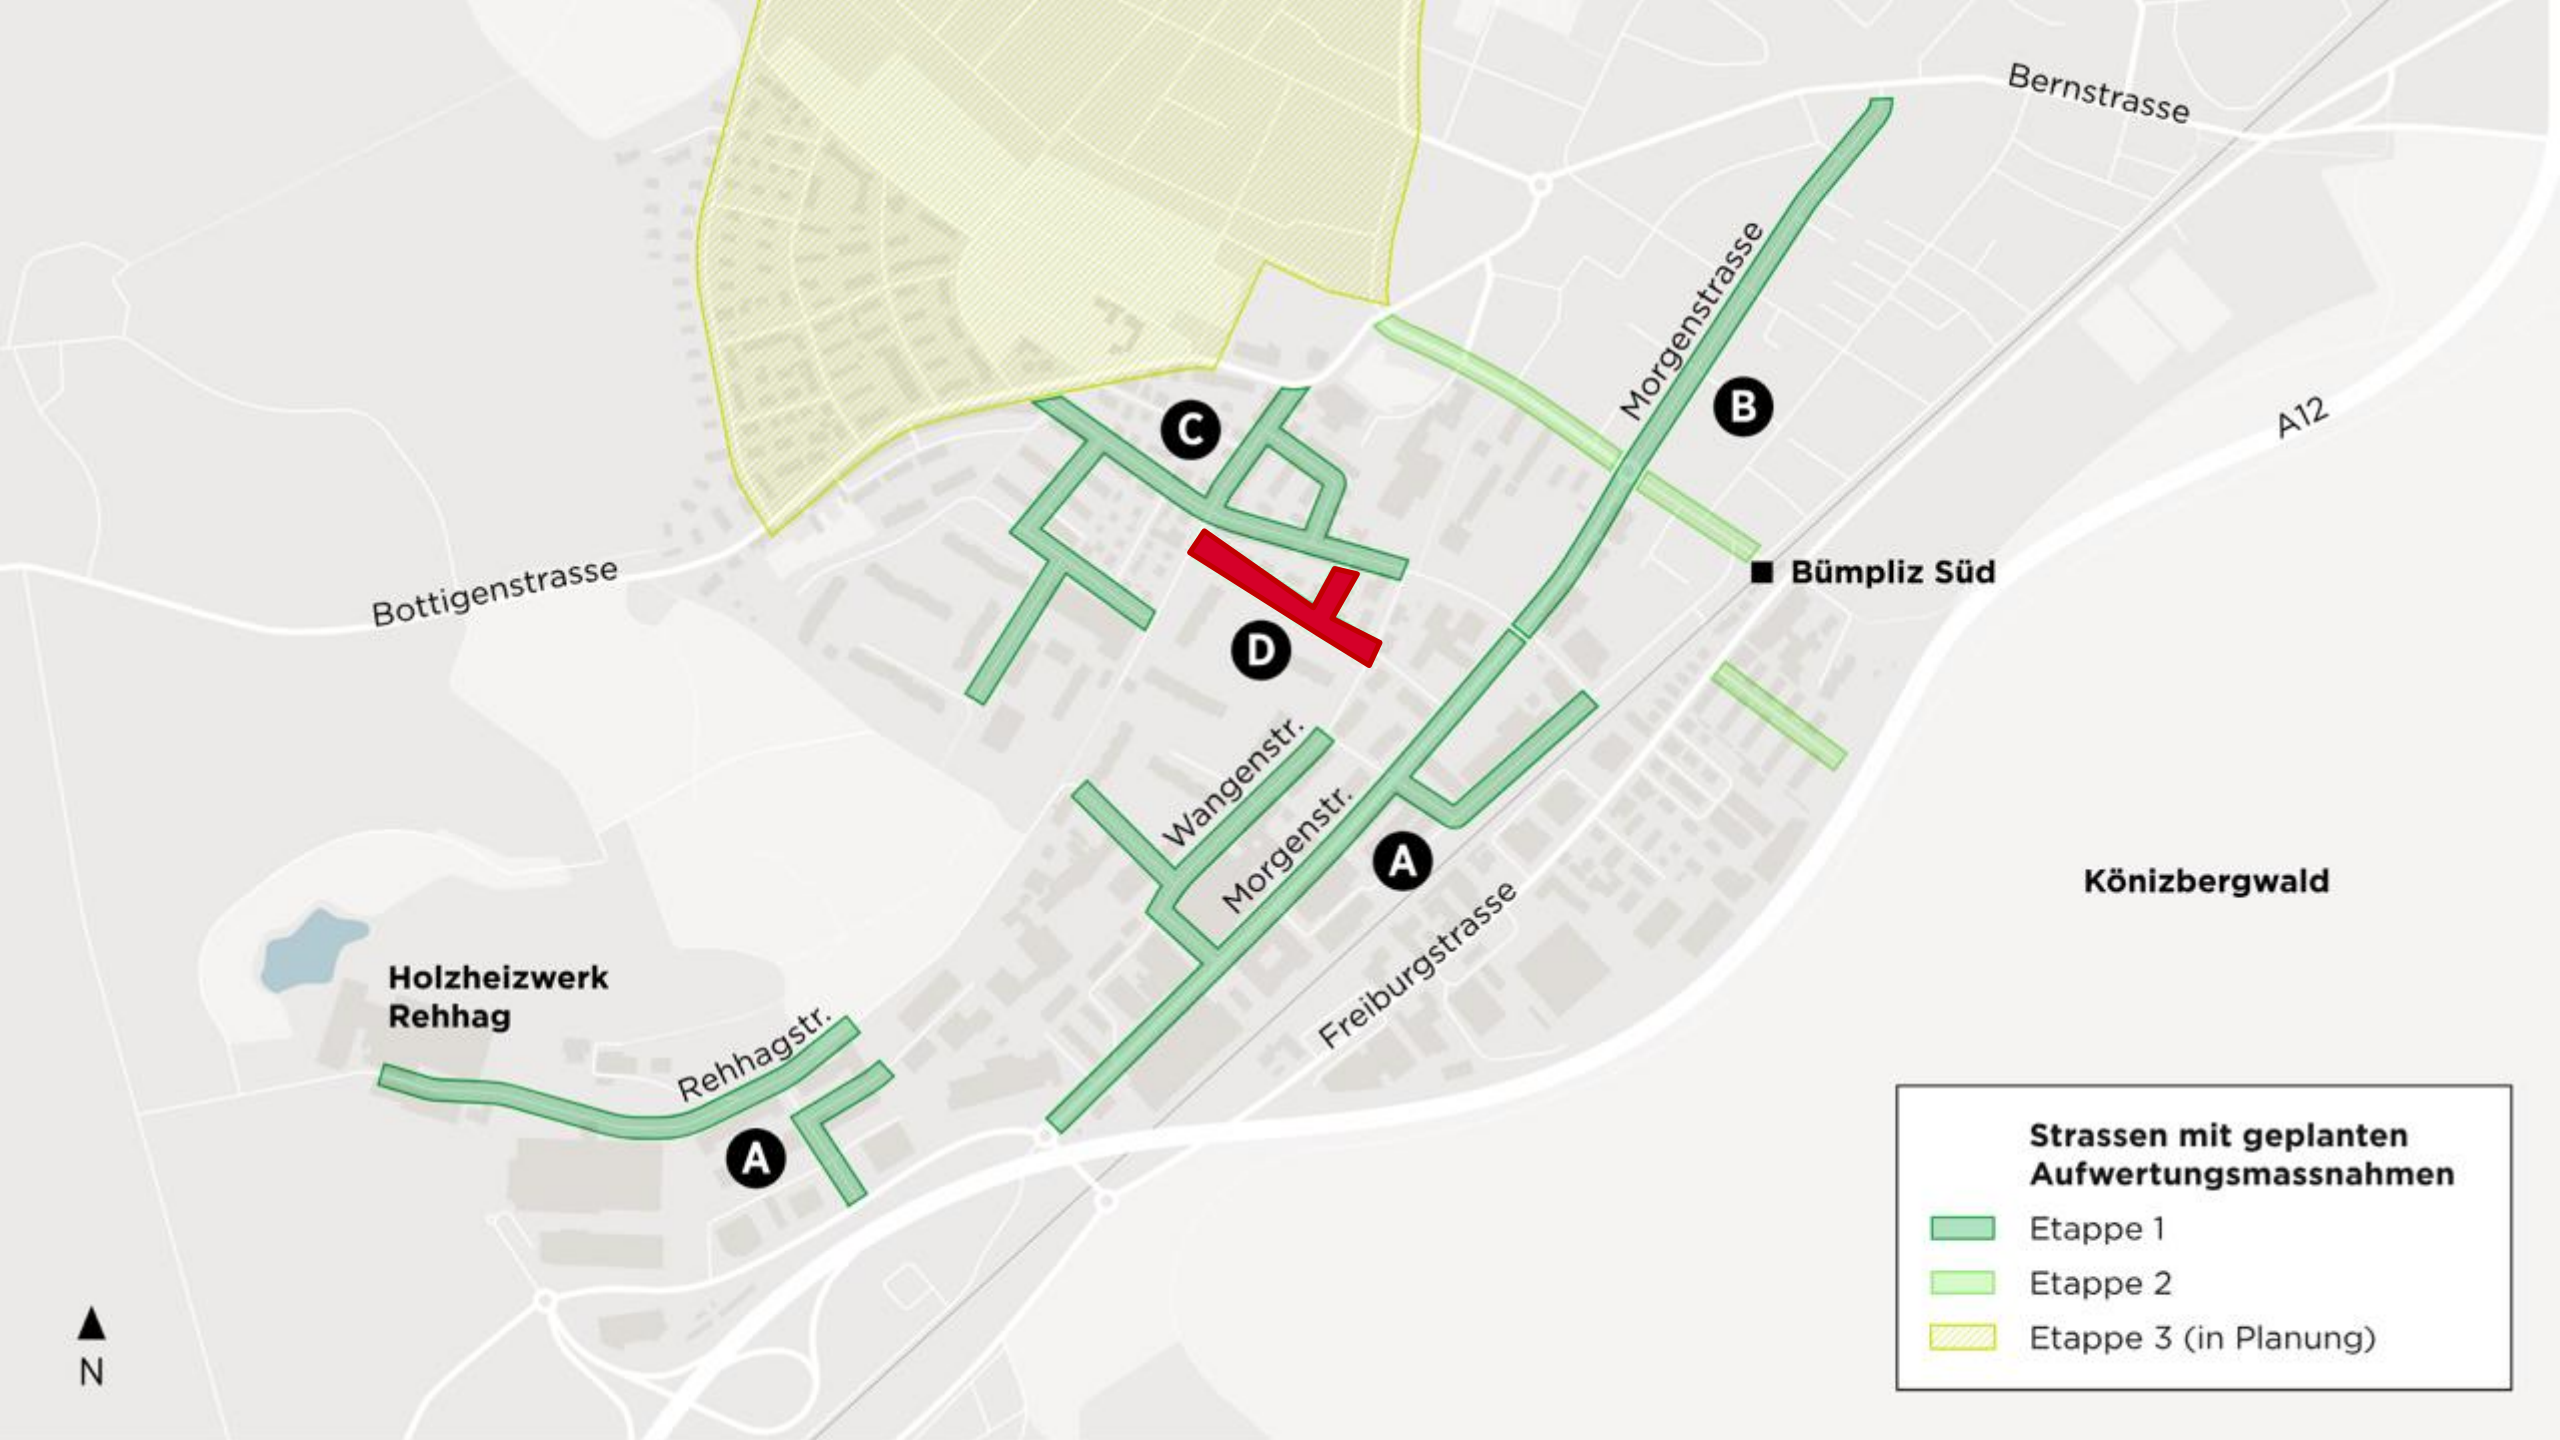 Bernstrasse
Morgenstrasse
B
A12
C
Bümpliz Süd
Bottigenstrasse
D
Wangenstr.
Morgenstr.
A
Könizbergwald
Freiburgstrasse
Holzheizwerk
Rehhag
Rehhagstr.
A
Strassen mit geplanten
Aufwertungsmassnahmen
Etappe 1
Etappe 2
Etappe 3 (in Planung)
N